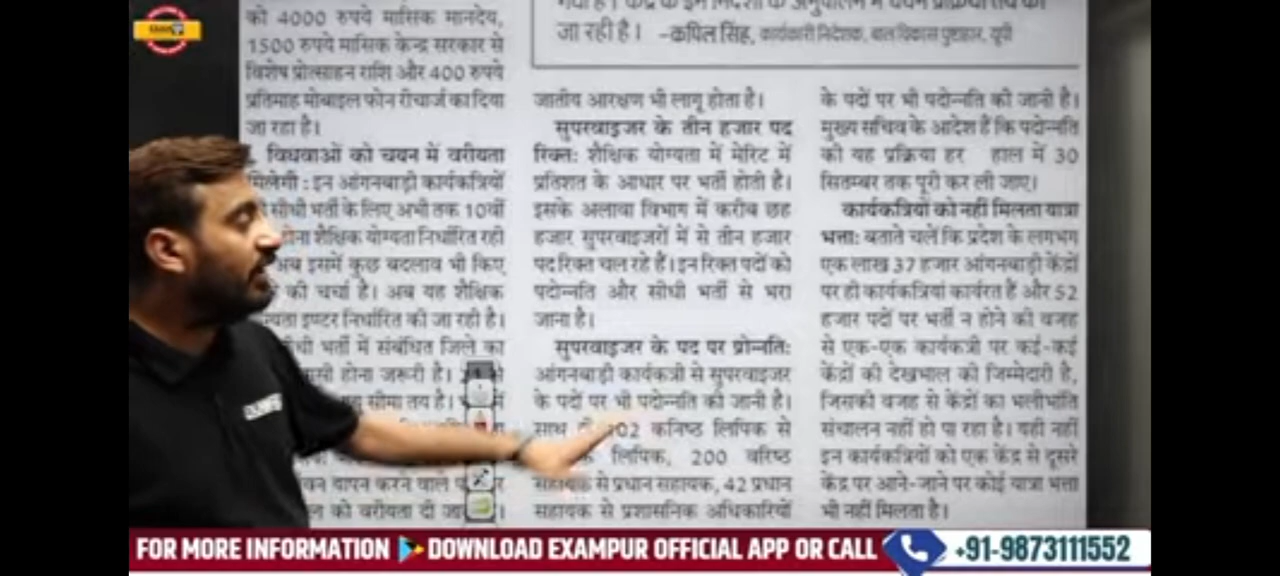 को 4000 रुपये मासिक मानदेय,
1500 रुपये मासिक केन्द्र सरकार से
विशेष प्रोत्साहन राशि और 400 रुपये
प्रतिमाह मोबाइल फोन रीचार्ज का दिया
जा रहा है।
विधवाओं को चयन में वरीयता
मिलेगी : इन आंगनबाड़ी कार्यकत्रियों
सीधी भर्ती के लिए अभी तक 10वीं
होना शैक्षिक योग्यता निर्धारित रही
अब इसमें कुछ बदलाव भी किए
की चर्चा है। अब यह शैक्षिक
इण्टर निर्धारित की जा रही है।
भर्ती में संबंधित जिले का
होना जरूरी है।
सीमा तय है।
यापन करने वाले
को वरीयता दी
जा रही है। -कपिल सिंह, कार्यकारी निदेशक, बाल विकास पुष्टाहार, यूपी
जातीय आरक्षण भी लागू होता है।
सुपरवाइजर के तीन हजार पद
रिक्त: शैक्षिक योग्यता में मेरिट में
प्रतिशत के आधार पर भर्ती होती है।
इसके अलावा विभाग में करीब छह
हजार सुपरवाइजरों में से तीन हजार
पद रिक्त चल रहे हैं। इन रिक्त पदों को
पदोन्नति और सीधी भर्ती से भरा
जाना है।
सुपरवाइजर के पद पर प्रोन्नति:
आंगनबाड़ी कार्यकत्री से सुपरवाइजर
के पदों पर भी पदोन्नति की जानी है।
साथ कनिष्ठ लिपिक से
लिपिक, 200 वरिष्ठ
सहायक से प्रधान सहायक, 42 प्रधान
सहायक से प्रशासनिक अधिकारियों
के पदों पर भी पदोन्नति की जानी है।
मुख्य सचिव के आदेश हैं कि पदोन्नति
की यह प्रक्रिया हर हाल में 30
सितम्बर तक पूरी कर ली जाए।
कार्यकत्रियों को नहीं मिलता यात्रा
भत्ता: बताते चलें कि प्रदेश के लगभग
एक लाख 37 हजार आंगनबाड़ी केंद्रों
पर ही कार्यकत्रियां कार्यरत हैं और 52
हजार पदों पर भर्ती न होने की वजह
से एक-एक कार्यकत्री पर कई-कई
केंद्रों की देखभाल की जिम्मेदारी है,
जिसकी वजह से केंद्रों का भलीभांति
संचालन नहीं हो पा रहा है। यही नहीं
इन कार्यकत्रियों को एक केंद्र से दूसरे
केंद्र पर आने-जाने पर कोई यात्रा भत्ता
भी नहीं मिलता है।
FOR MORE INFORMATION DOWNLOAD EXAMPUR OFFICIAL APP OR CALL +91-9873111552